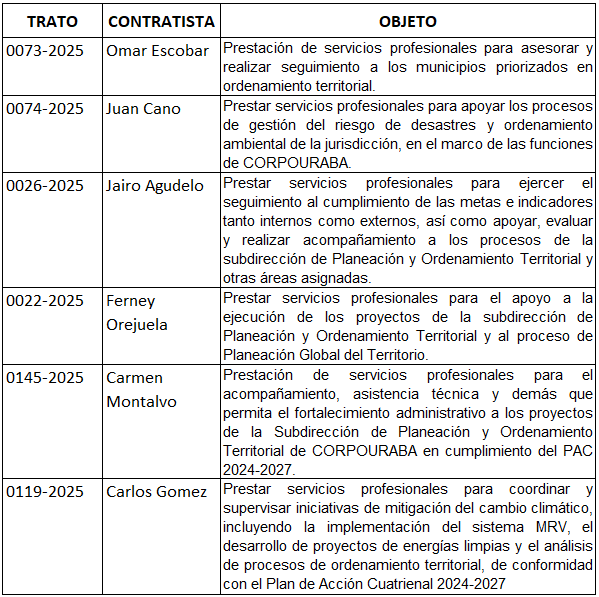 TRATO CONTRATISTA OBJETO
0073-2025 Omar Escobar Prestación de servicios profesionales para asesorar y
realizar seguimiento a los municipios priorizados en
ordenamiento territorial.
0074-2025 Juan Cano Prestar servicios profesionales para apoyar los procesos
de gestión del riesgo de desastres y ordenamiento
ambiental de la jurisdicción, en el marco de las funciones
de CORPOURABA.
0026-2025 Jairo Agudelo Prestar servicios profesionales para ejercer el
seguimiento al cumplimiento de las metas e indicadores
tanto internos como externos, así como apoyar, evaluar
y realizar acompañamiento a los procesos de la
subdirección de Planeación y Ordenamiento Territorial y
otras áreas asignadas.
0022-2025 Ferney Prestar servicios profesionales para el apoyo a la
Orejuela ejecución de los proyectos de la subdirección de
Planeación y Ordenamiento Territorial y al proceso de
Planeación Global del Territorio.
0145-2025 Carmen Prestación de servicios profesionales para el
Montalvo acompañamiento, asistencia técnica y demás que
permita el fortalecimiento administrativo a los proyectos
de la Subdirección de Planeación y Ordenamiento
Territorial de CORPOURABA en cumplimiento del PAC
2024-2027.
0119-2025 Carlos Gomez Prestar servicios profesionales para coordinar y
supervisar iniciativas de mitigación del cambio climático,
incluyendo la implementación del sistema MRV, el
desarrollo de proyectos de energías limpias y el análisis
de procesos de ordenamiento territorial, de conformidad
con el Plan de Acción Cuatrienal 2024-2027